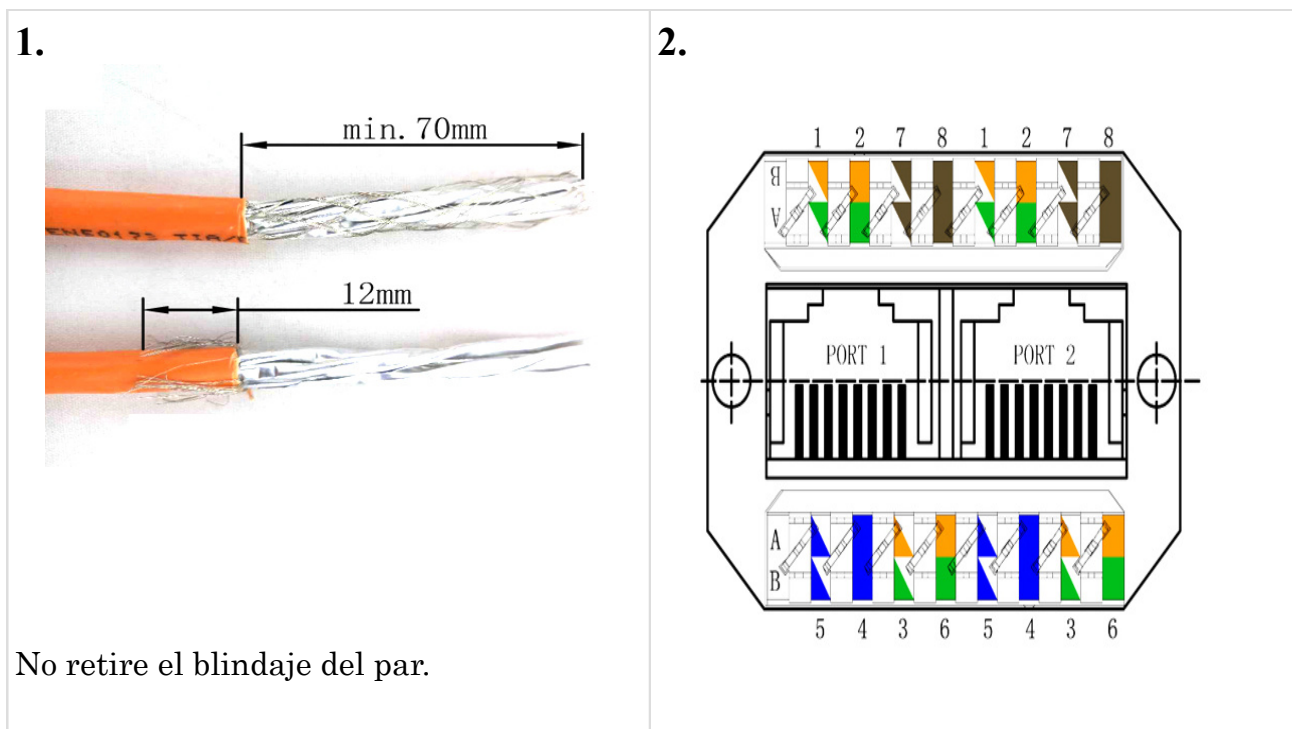 1.
min. 70mm
12mm
No retire el blindaje del par.
2.
1 2 7 8 1 2 7 8
B
A
PORT 1 PORT 2
A
B
5 4 3 6 5 4 3 6